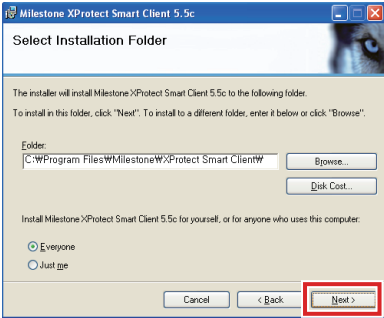 Milestone XProtect Smart Client 5.5c
Select Installation Folder
The installer will install Milestone XProtect Smart Client 5.5c to the following folder.
To install in this folder, click "Next". To install to a different folder, enter it below or click "Browse".
Folder:
C:₩Program Files₩Milestone₩XProtect Smart Client₩
Browse...
Disk Cost...
Install Milestone XProtect Smart Client 5.5c for yourself, or for anyone who uses this computer:
Everyone
Just me
Cancel
< Back
Next >